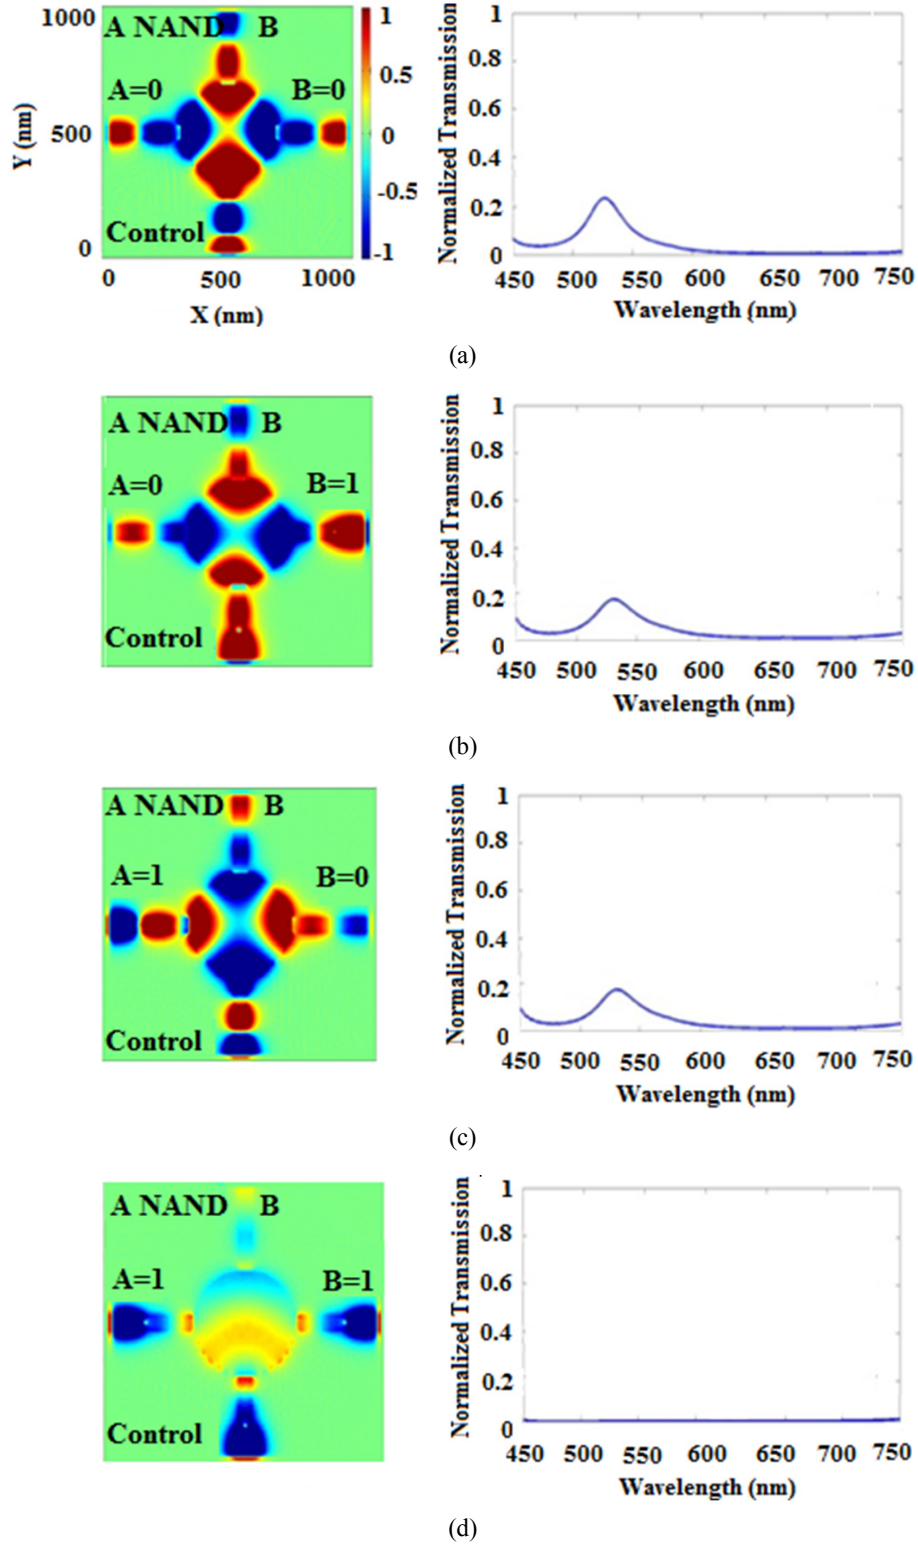 1000
A NAND B
A=0 B=0
Y (nm)
500
Control
0
0 500 1000
X (nm)
1
0.5
0
-0.5
-1
Normalized Transmission
1
0.8
0.6
0.4
0.2
0
450 500 550 600 650 700 750
Wavelength (nm)
(a)
A NAND B
A=0 B=1
Control
Normalized Transmission
1
0.8
0.6
0.4
0.2
0
450 500 550 600 650 700 750
Wavelength (nm)
(b)
A NAND B
A=1 B=0
Control
Normalized Transmission
1
0.8
0.6
0.4
0.2
0
450 500 550 600 650 700 750
Wavelength (nm)
(c)
A NAND B
A=1 B=1
Control
Normalized Transmission
1
0.8
0.6
0.4
0.2
0
450 500 550 600 650 700 750
Wavelength (nm)
(d)